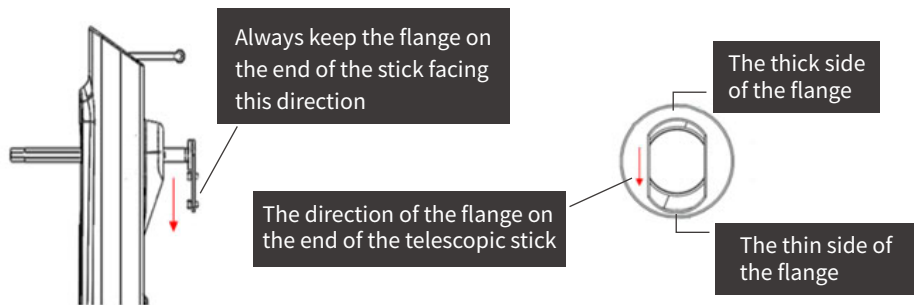 Always keep the flange on
the end of the stick facing
this direction
The thick side
of the flange
The direction of the flange on
the end of the telescopic stick
The thin side of
the flange